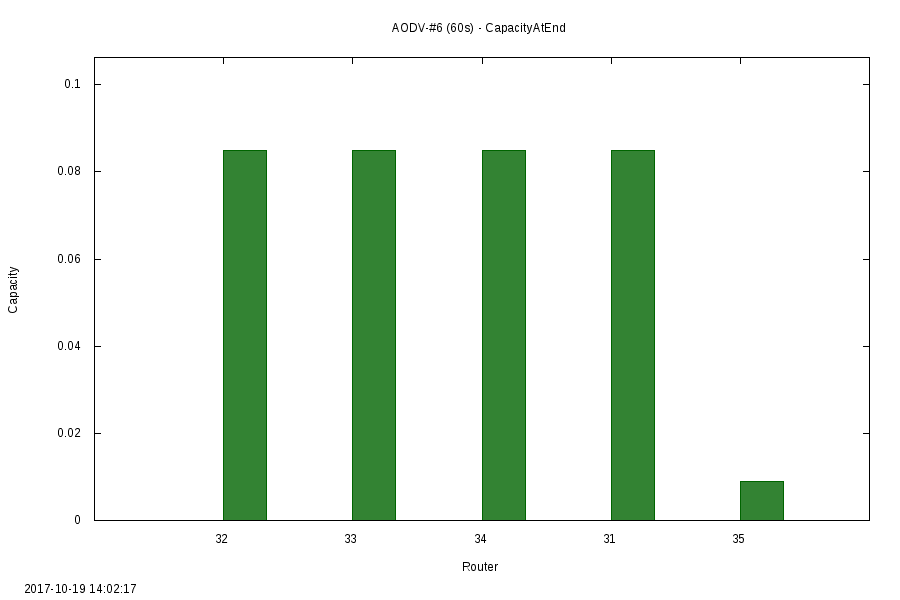 AODV-#6 (60s) - CapacityAtEnd
0.1
0.08
0.06
0.04
0.02
0
Capacity
32 33 34 31 35
Router
2017-10-19 14:02:17